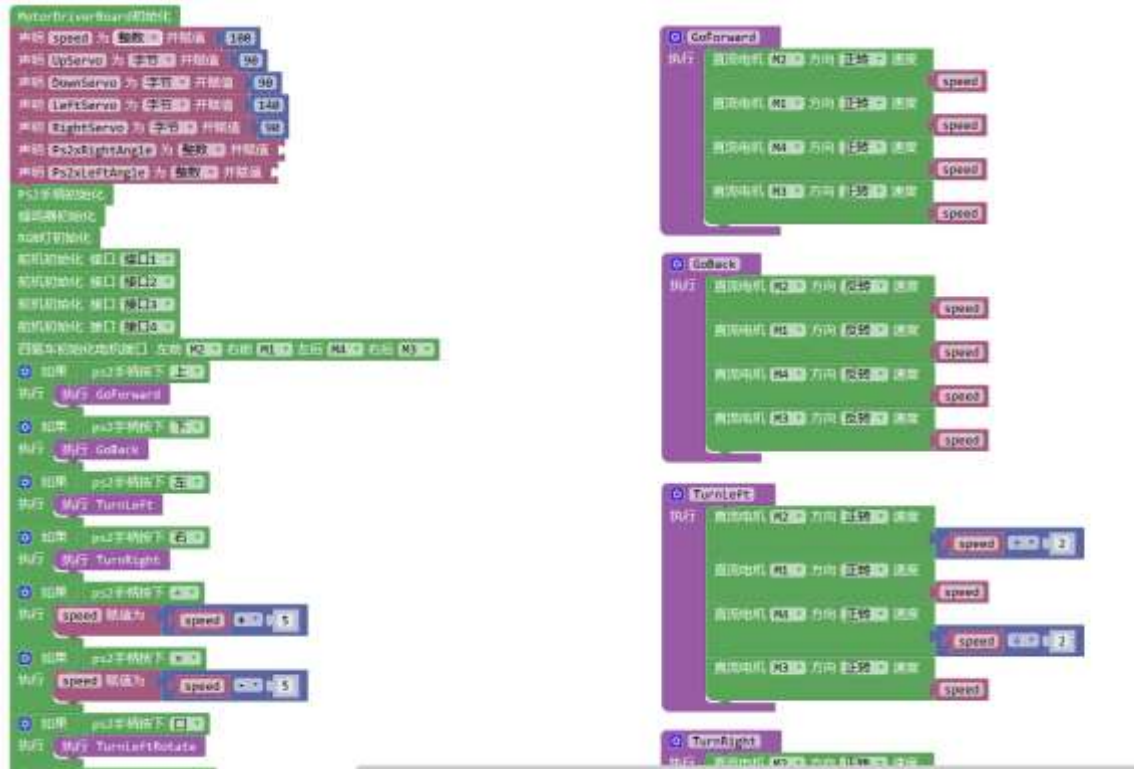 MotorDriverBoard初始化
声明 speed 为 整数 并赋值 100
声明 UpServo 为 字节 并赋值 90
声明 DownServo 为 字节 并赋值 90
声明 LeftServo 为 字节 并赋值 140
声明 RightServo 为 字节 并赋值 90
声明 Ps2xRightAngle 为 整数 并赋值
声明 Ps2xLeftAngle 为 整数 并赋值
PS2手柄初始化
蜂鸣器初始化
RGB灯初始化
舵机初始化 接口 接口1
舵机初始化 接口 接口2
舵机初始化 接口 接口3
舵机初始化 接口 接口4
四驱车初始化电机接口 左前 M2 右前 M1 左后 M4 右后 M3
如果 ps2手柄按下 上
执行 执行 GoForward
如果 ps2手柄按下 下
执行 执行 GoBack
如果 ps2手柄按下 左
执行 执行 TurnLeft
如果 ps2手柄按下 右
执行 执行 TurnRight
如果 ps2手柄按下
执行 speed 赋值为 speed + 5
如果 ps2手柄按下
执行 speed 赋值为 speed - 5
如果 ps2手柄按下 口
执行 执行 TurnLeftRotate
GoForward
执行 直流电机 M2 方向 正转 速度
speed
直流电机 M1 方向 正转 速度
speed
直流电机 M4 方向 正转 速度
speed
直流电机 M3 方向 正转 速度
speed
GoBack
执行 直流电机 M2 方向 反转 速度
speed
直流电机 M1 方向 反转 速度
speed
直流电机 M4 方向 反转 速度
speed
直流电机 M3 方向 反转 速度
speed
TurnLeft
执行 直流电机 M2 方向 正转 速度
speed ÷ 2
直流电机 M1 方向 正转 速度
speed
直流电机 M4 方向 正转 速度
speed ÷ 2
直流电机 M3 方向 正转 速度
speed
TurnRight
执行 直流电机 M2 方向 正转 速度